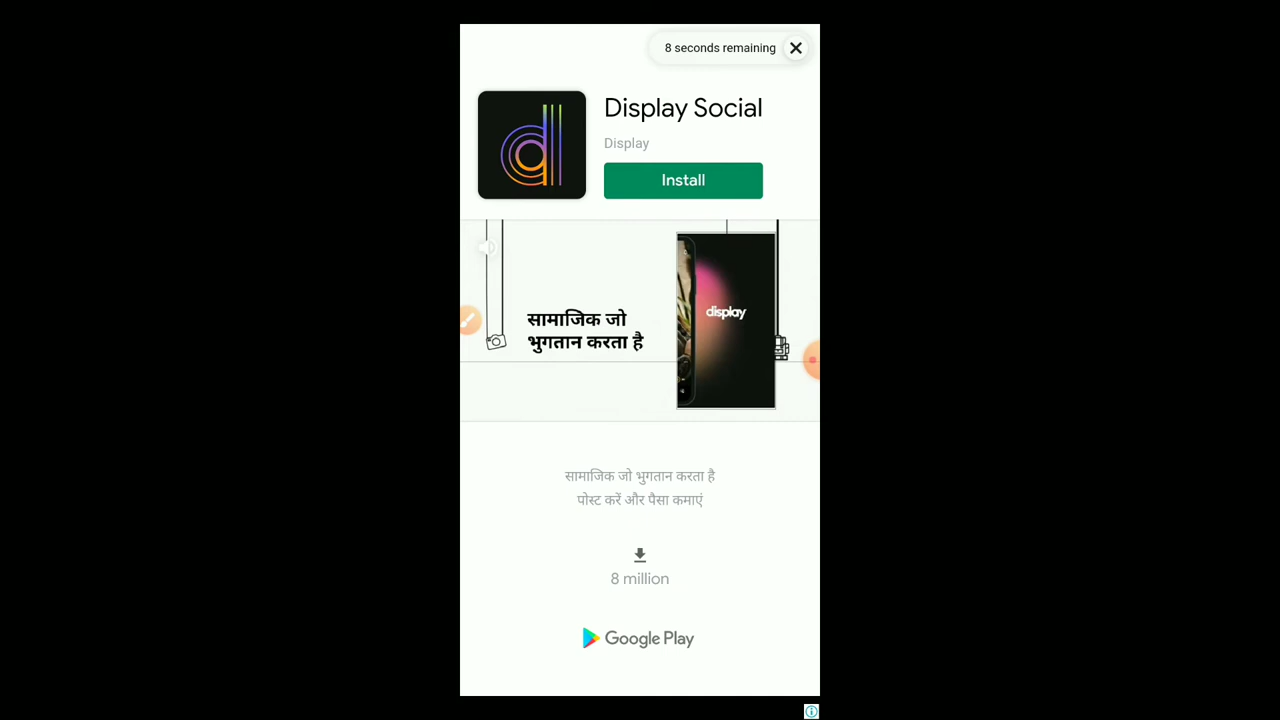 8 seconds remaining
Display Social
Display
Install
सामाजिक जो
भुगतान करता है
display
सामाजिक जो भुगतान करता है
पोस्ट करें और पैसा कमाएं
8 million
Google Play